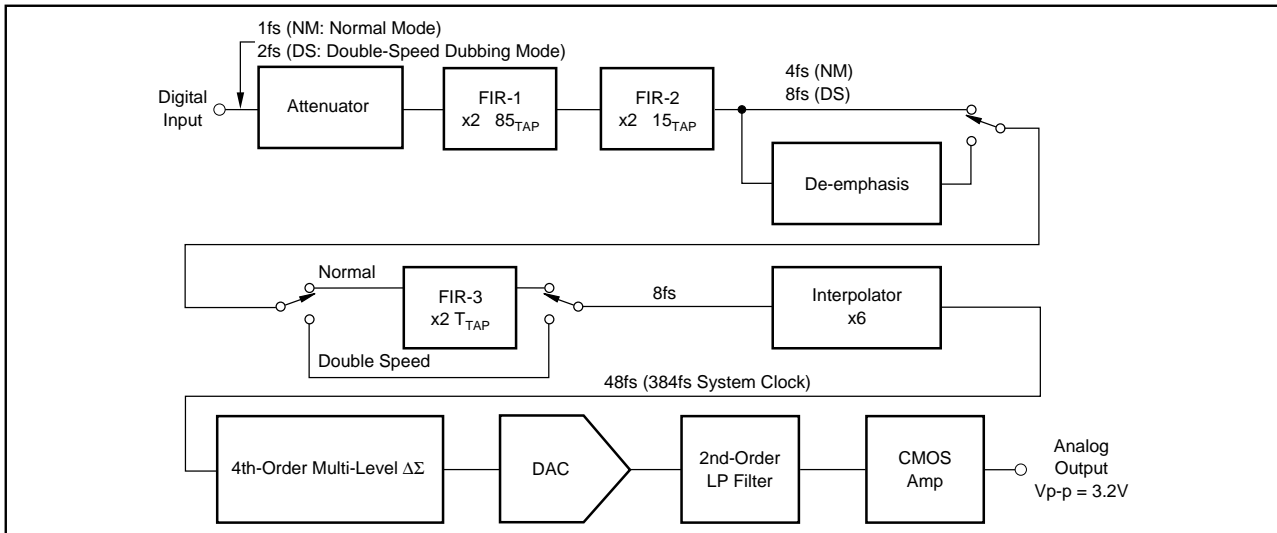 1fs (NM: Normal Mode)
2fs (DS: Double-Speed Dubbing Mode)
Digital
Input
Attenuator
FIR-1
x2 85TAP
FIR-2
x2 15TAP
4fs (NM)
8fs (DS)
De-emphasis
Normal
FIR-3
x2 TTAP
Double Speed
8fs
Interpolator
x6
48fs (384fs System Clock)
4th-Order Multi-Level ΔΣ
DAC
2nd-Order
LP Filter
CMOS
Amp
Analog
Output
Vp-p = 3.2V